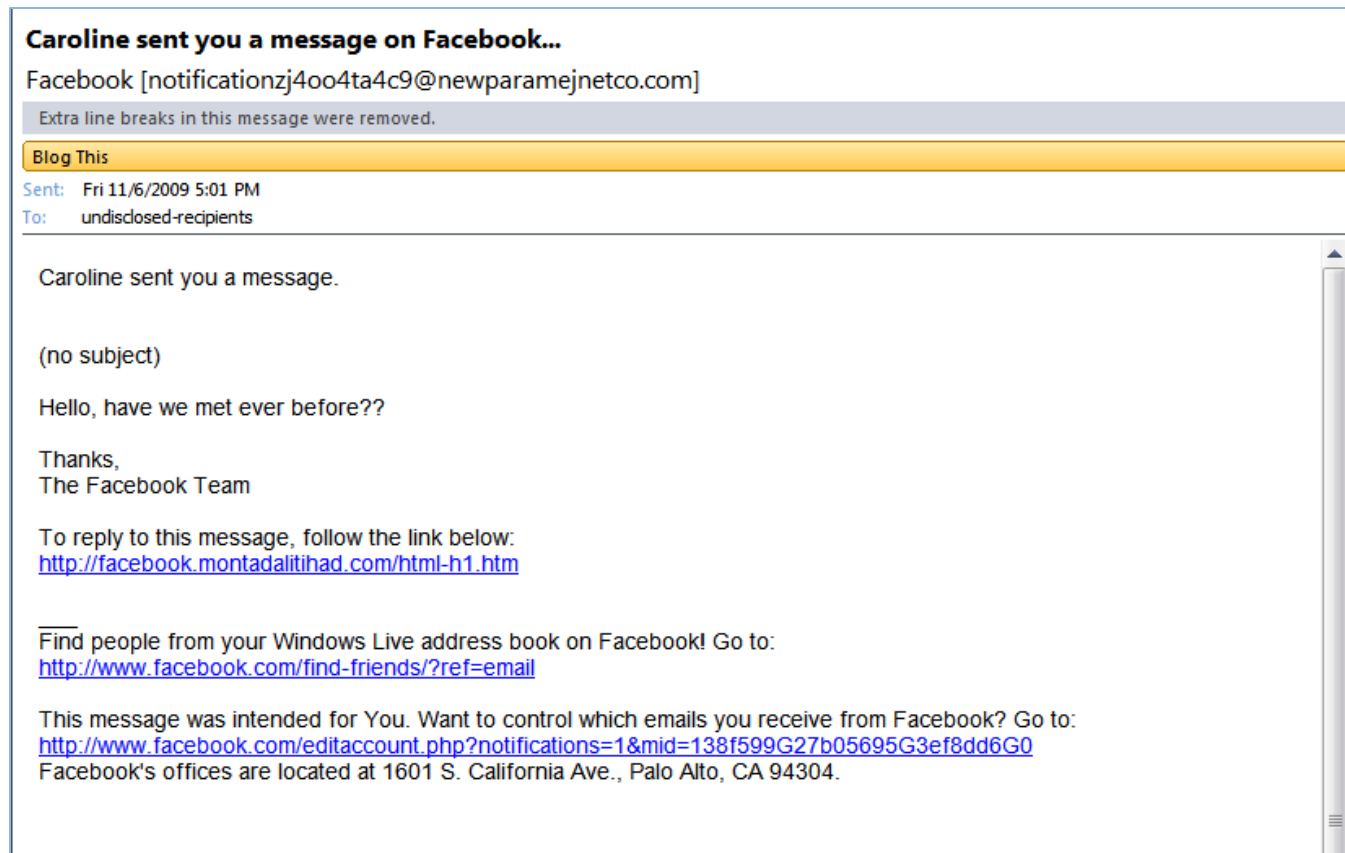 Caroline sent you a message on Facebook...
Facebook [notificationzj4oo4ta4c9@newparamejnetco.com]
Extra line breaks in this message were removed.
Blog This
Sent: Fri 11/6/2009 5:01 PM
To: undisclosed-recipients
Caroline sent you a message.
(no subject)
Hello, have we met ever before??
Thanks,
The Facebook Team
To reply to this message, follow the link below:
http://facebook.montadalitihad.com/html-h1.htm
___
Find people from your Windows Live address book on Facebook! Go to:
http://www.facebook.com/find-friends/?ref=email
This message was intended for You. Want to control which emails you receive from Facebook? Go to:
http://www.facebook.com/editaccount.php?notifications=1&mid=138f599G27b05695G3ef8dd6G0
Facebook's offices are located at 1601 S. California Ave., Palo Alto, CA 94304.